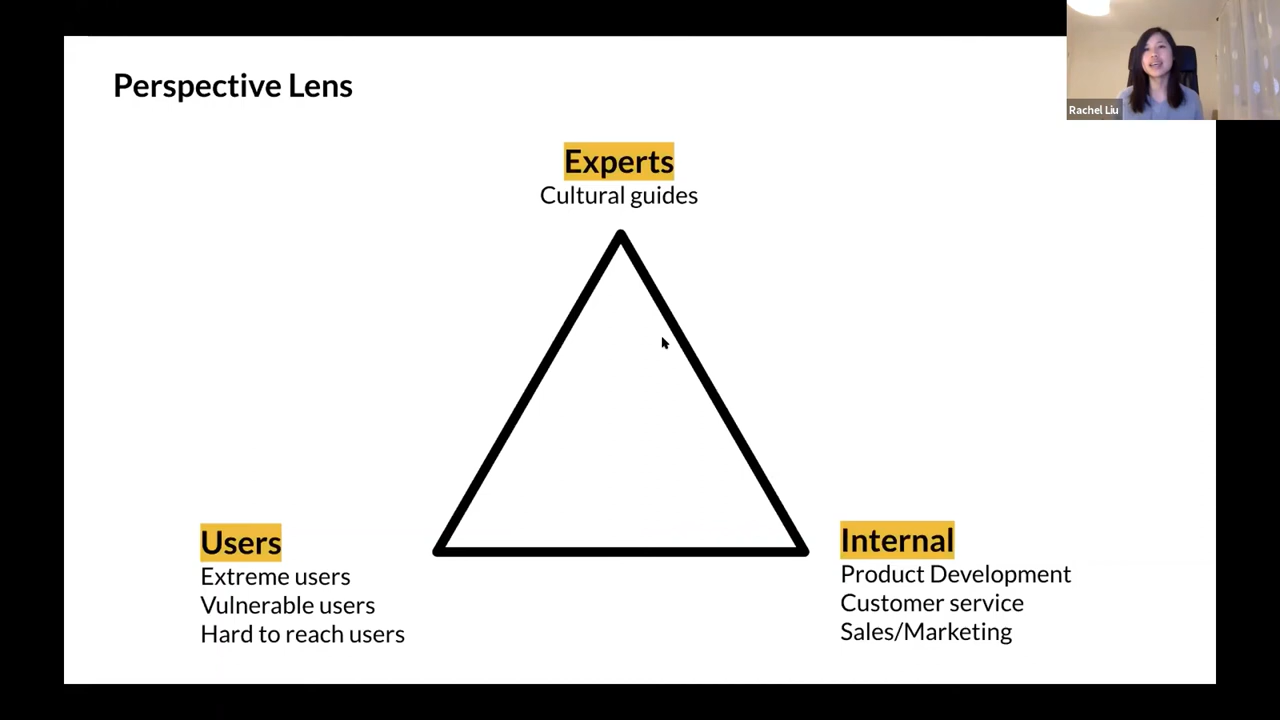 Perspective Lens
Rachel Liu
Experts
Cultural guides
Users
Extreme users
Vulnerable users
Hard to reach users
Internal
Product Development
Customer service
Sales/Marketing